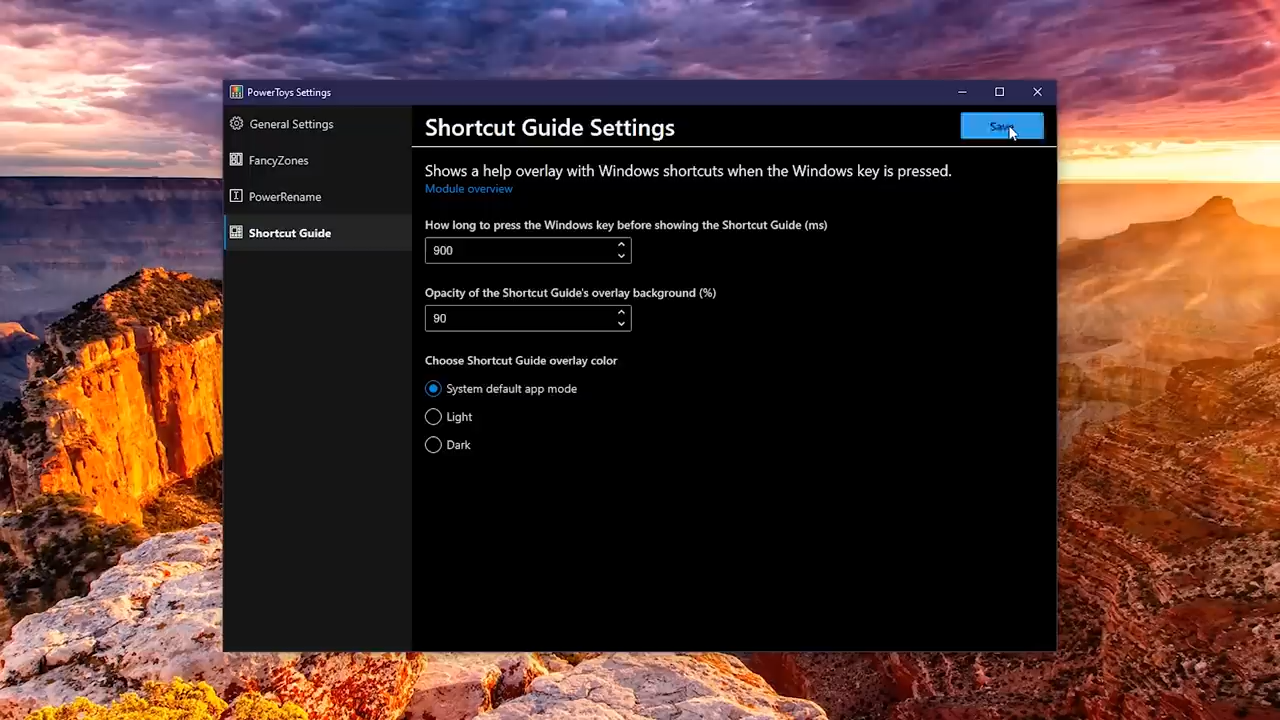 PowerToys Settings
General Settings
FancyZones
PowerRename
Shortcut Guide
Shortcut Guide Settings
Save
Shows a help overlay with Windows shortcuts when the Windows key is pressed.
Module overview
How long to press the Windows key before showing the Shortcut Guide (ms)
900
Opacity of the Shortcut Guide's overlay background (%)
90
Choose Shortcut Guide overlay color
System default app mode
Light
Dark